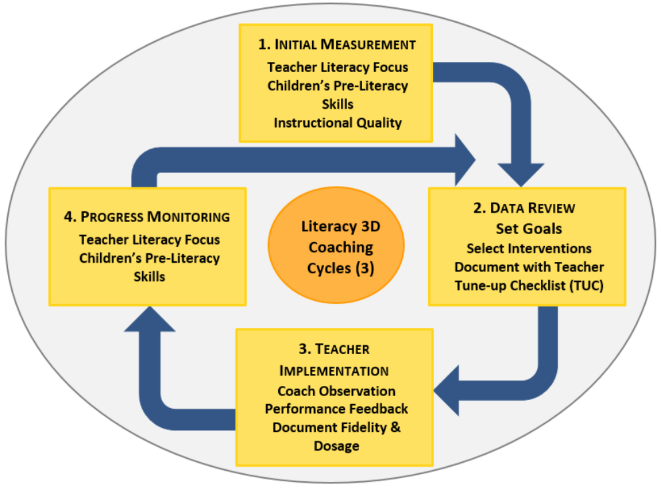 1. INITIAL MEASUREMENT
Teacher Literacy Focus
Children's Pre-Literacy
Skills
Instructional Quality
2. DATA REVIEW
Set Goals
Select Interventions
Document with Teacher
Tune-up Checklist (TUC)
3. TEACHER
IMPLEMENTATION
Coach Observation
Performance Feedback
Document Fidelity &
Dosage
4. PROGRESS MONITORING
Teacher Literacy Focus
Children's Pre-Literacy
Skills
Literacy 3D
Coaching
Cycles (3)